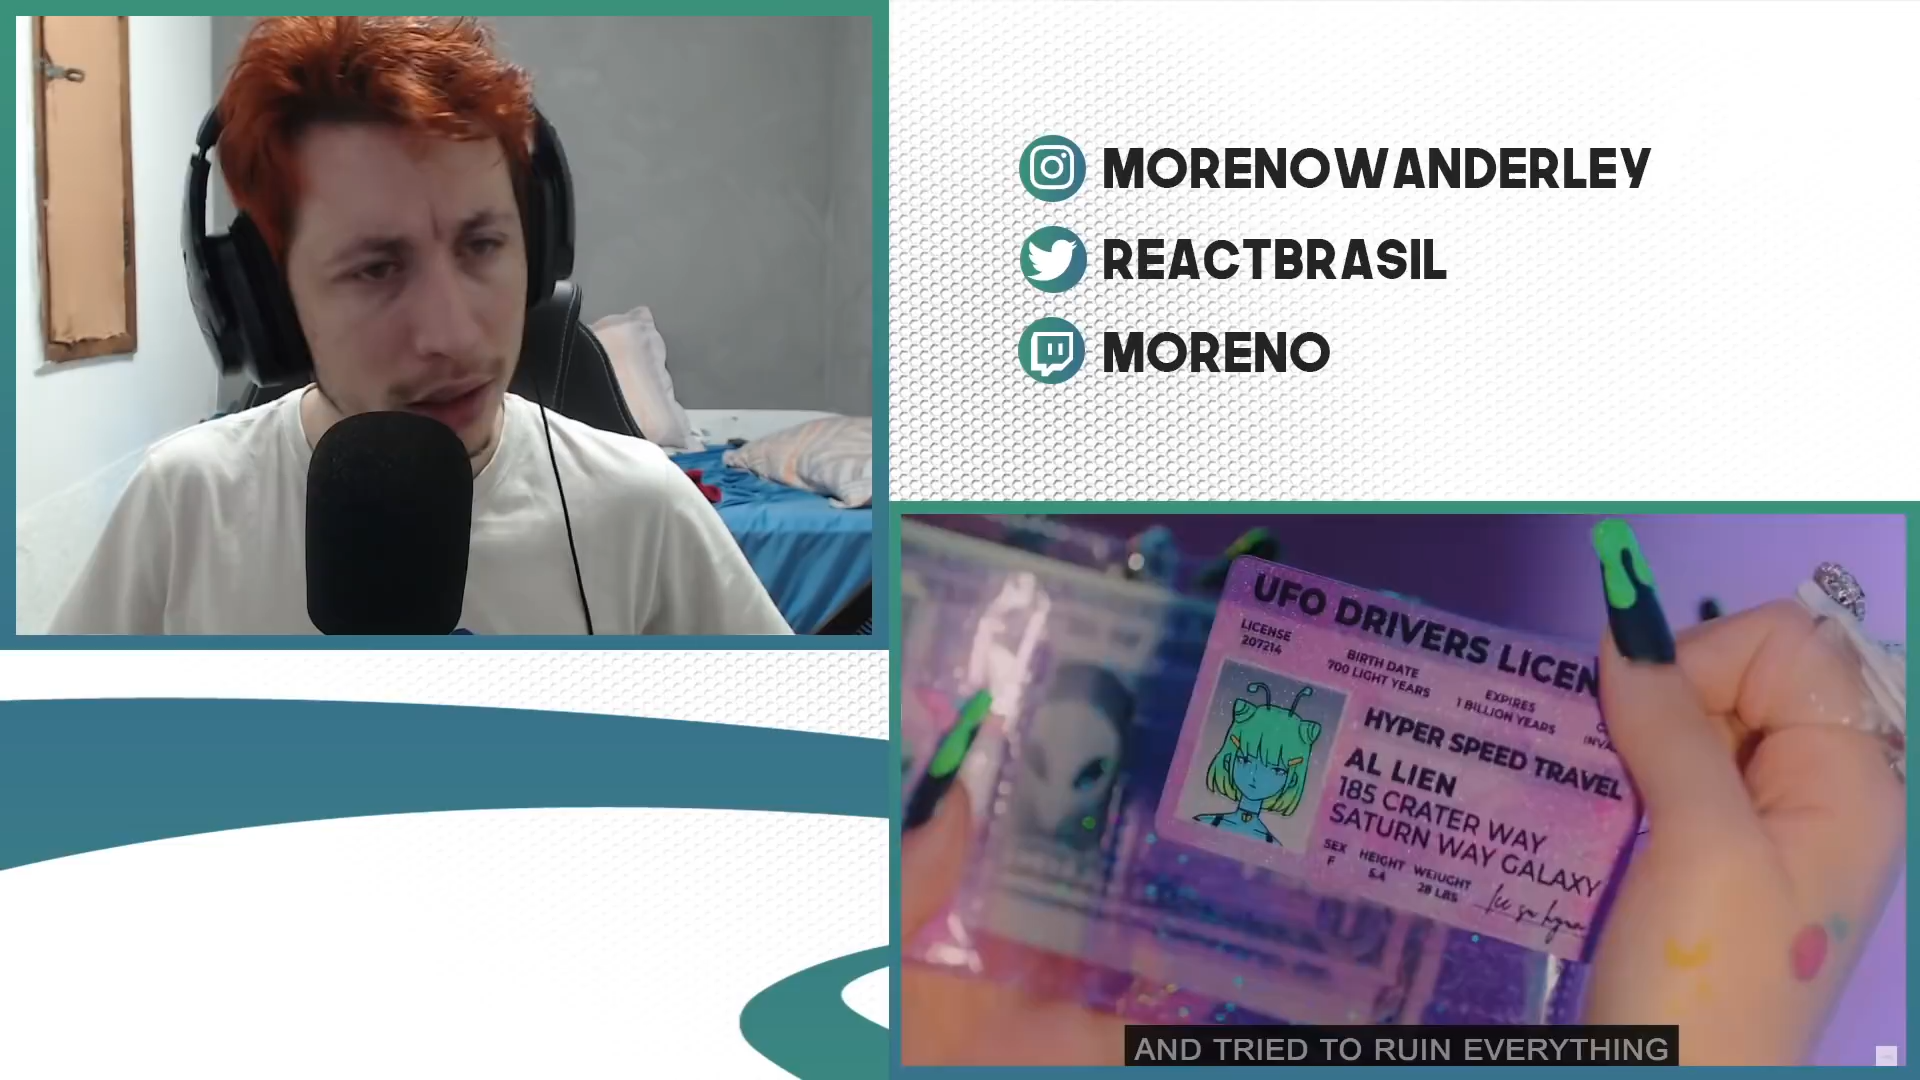 MORENOWANDERLEY
REACTBRASIL
MORENO
UFO DRIVERS LICEN
LICENSE
207214
BIRTH DATE
700 LIGHT YEARS
EXPIRES
1 BILLION YEARS
HYPER SPEED TRAVEL
AL LIEN
185 CRATER WAY
SATURN WAY GALAXY
SEX
F
HEIGHT
5.4
WEIUGHT
28 LBS
AND TRIED TO RUIN EVERYTHING